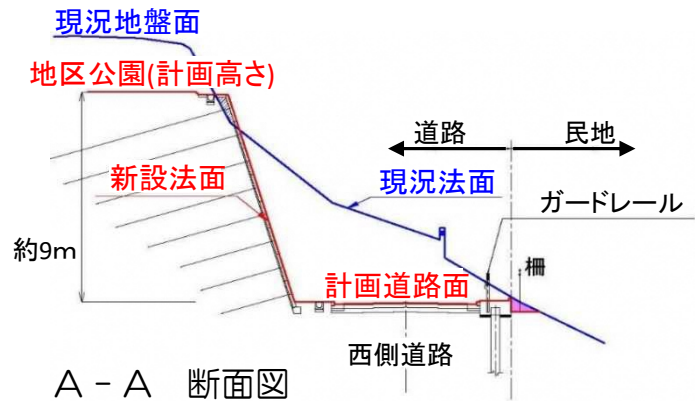 現況地盤面
地区公園(計画高さ)
道路
民地
新設法面
現況法面
ガードレール
約9m
柵
計画道路面
西側道路
A - A 断面図